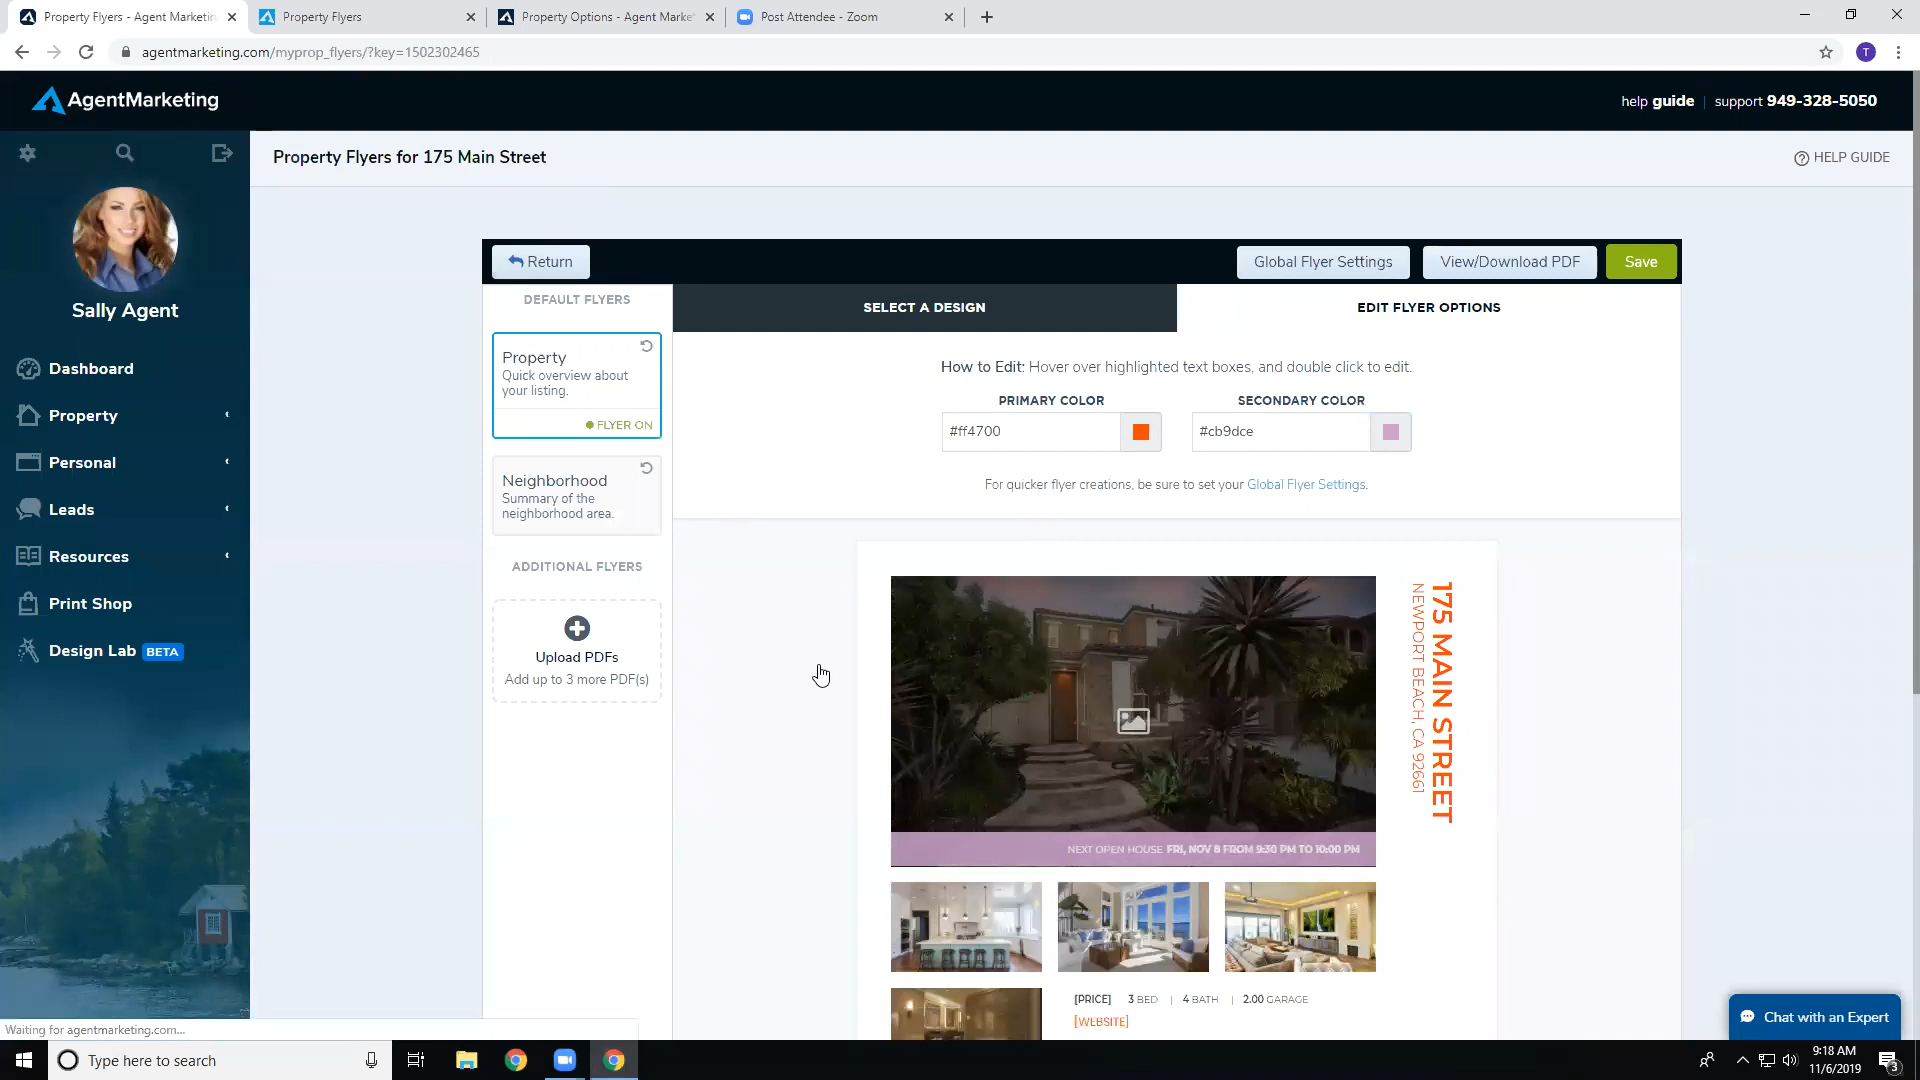 Property Flyers - Agent Marketin
Property Flyers
Property Options - Agent Marke
Post Attendee - Zoom
agentmarketing.com/myprop_flyers/?key=1502302465
T
AgentMarketing
help guide | support 949-328-5050
Property Flyers for 175 Main Street
HELP GUIDE
Sally Agent
Dashboard
Property
Personal
Leads
Resources
Print Shop
Design Lab BETA
Return
Global Flyer Settings
View/Download PDF
Save
DEFAULT FLYERS
Property
Quick overview about
your listing.
FLYER ON
Neighborhood
Summary of the
neighborhood area.
ADDITIONAL FLYERS
Upload PDFs
Add up to 3 more PDF(s)
SELECT A DESIGN
EDIT FLYER OPTIONS
How to Edit: Hover over highlighted text boxes, and double click to edit.
PRIMARY COLOR
SECONDARY COLOR
#ff4700
#cb9dce
For quicker flyer creations, be sure to set your Global Flyer Settings.
175 MAIN STREET
NEWPORT BEACH, CA 92661
NEXT OPEN HOUSE FRI, NOV 8 FROM 9:30 PM TO 10:00 PM
[PRICE] 3 BED | 4 BATH | 2.00 GARAGE
[WEBSITE]
Chat with an Expert
Waiting for agentmarketing.com...
Type here to search
9:18 AM
11/6/2019
3